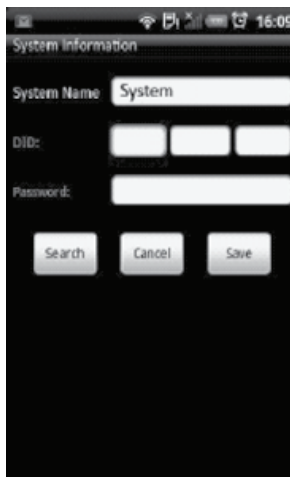 16:09
System Information
System Name System
DID:
Password:
Search Cancel Save